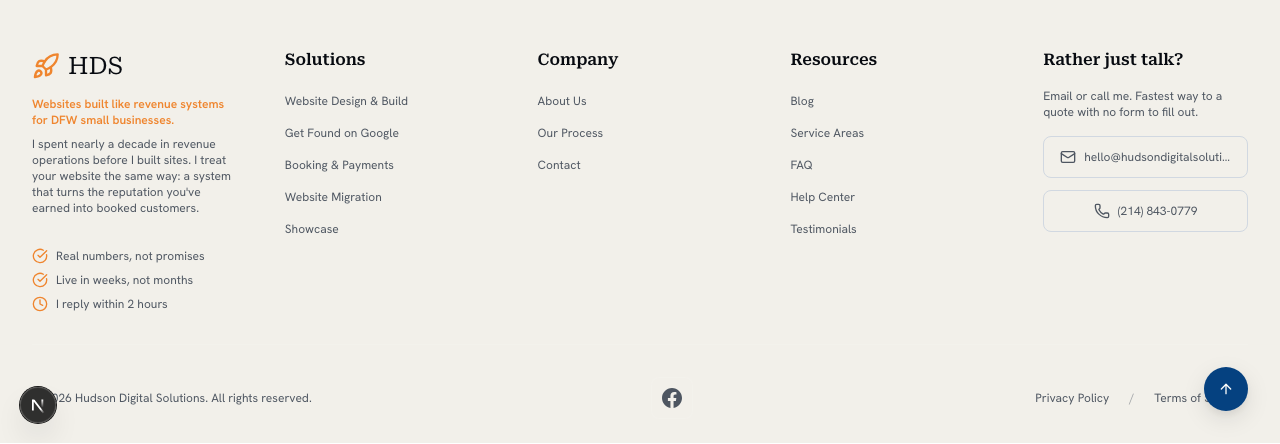 HDS
Websites built like revenue systems
for DFW small businesses.
I spent nearly a decade in revenue
operations before I built sites. I treat
your website the same way: a system
that turns the reputation you've
earned into booked customers.
Real numbers, not promises
Live in weeks, not months
I reply within 2 hours
Solutions
Website Design & Build
Get Found on Google
Booking & Payments
Website Migration
Showcase
Company
About Us
Our Process
Contact
Resources
Blog
Service Areas
FAQ
Help Center
Testimonials
Rather just talk?
Email or call me. Fastest way to a
quote with no form to fill out.
hello@hudsondigitalsoluti...
(214) 843-0779
N
26 Hudson Digital Solutions. All rights reserved.
Privacy Policy / Terms of